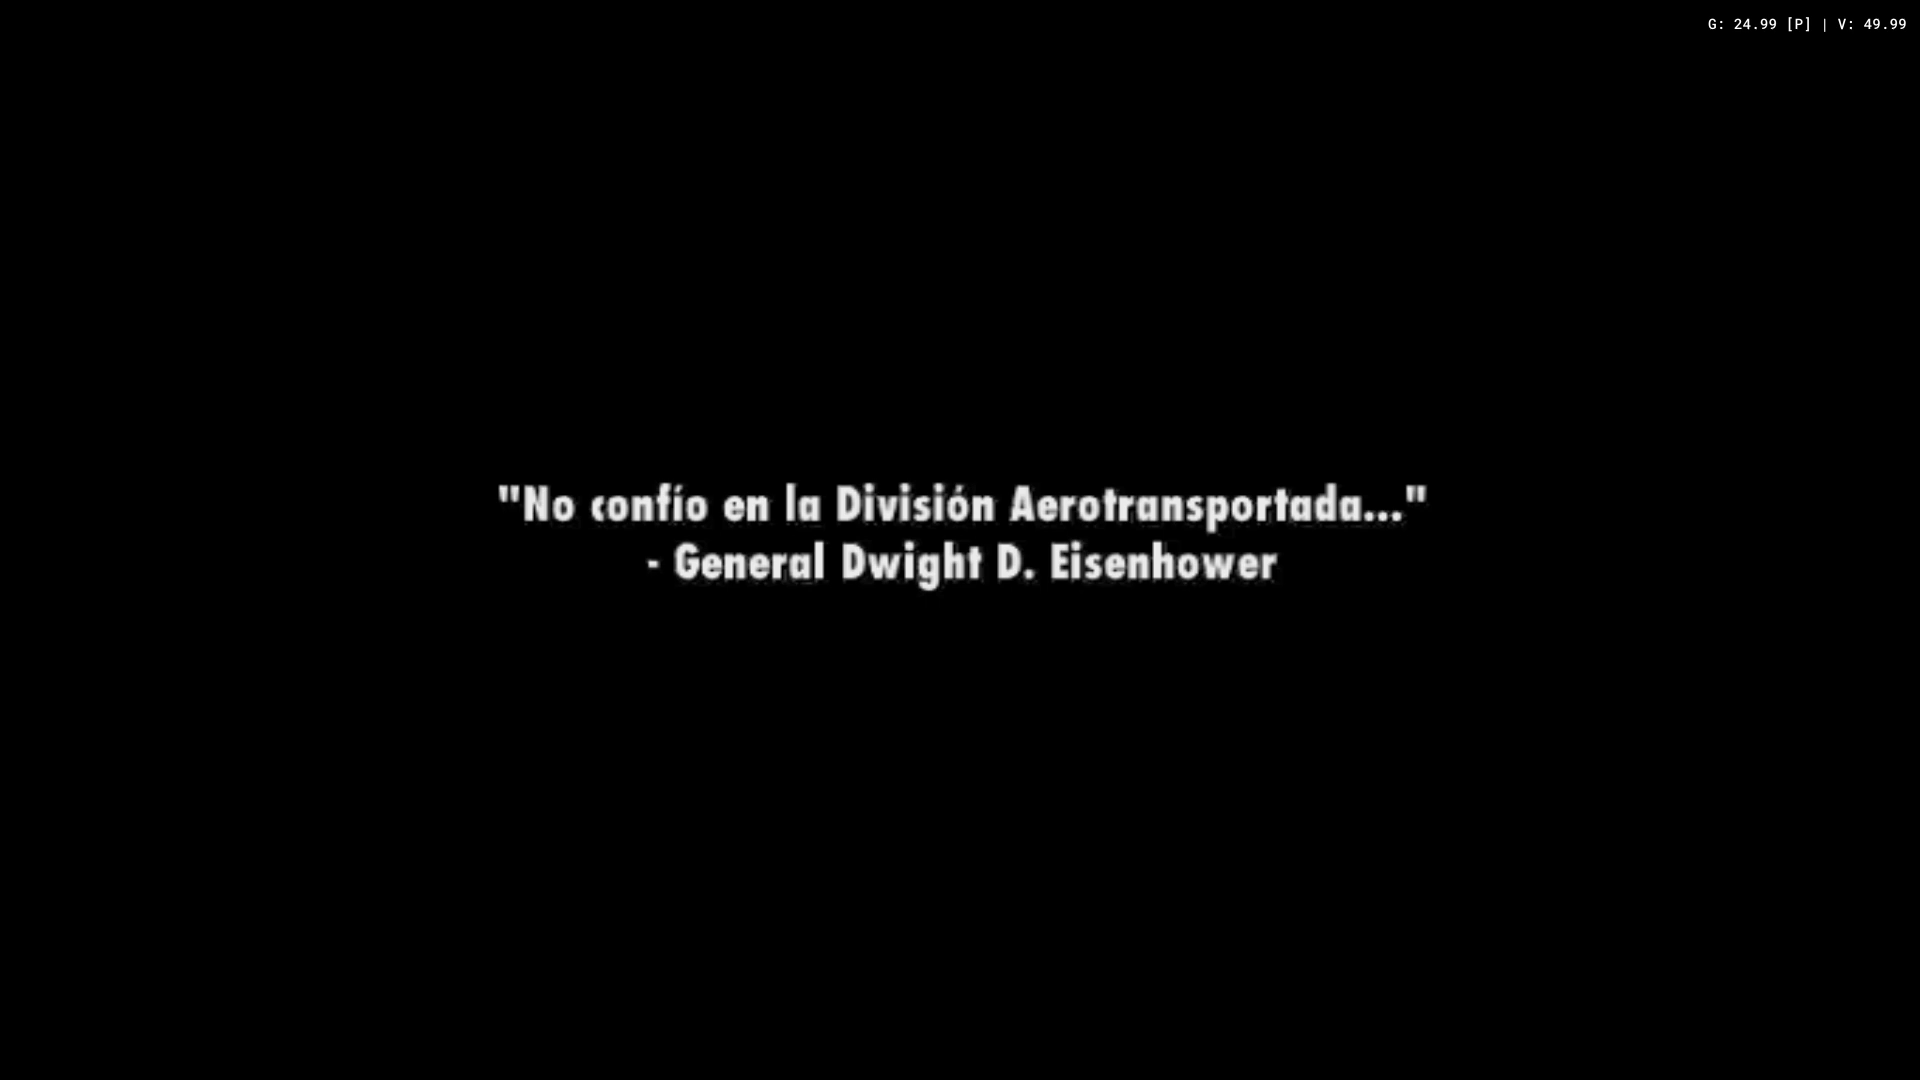 G: 24.99 [P] | V: 49.99
"No confío en la División Aerotransportada..."
- General Dwight D. Eisenhower